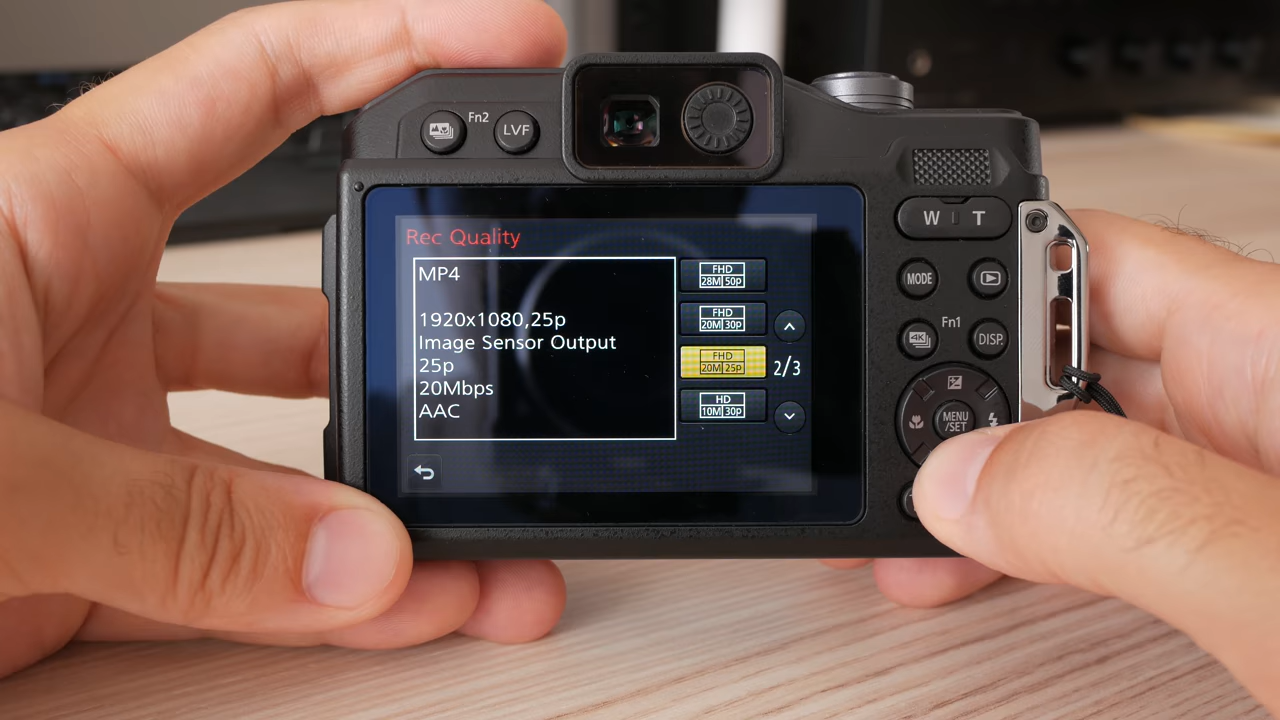 Fn2
LVF
W T
Rec Quality
MP4
1920x1080,25p
Image Sensor Output
25p
20Mbps
AAC
FHD
28M 50p
FHD
20M 30p
FHD
20M 25p
HD
10M 30p
2/3
MODE
Fn1
4K
DISP.
MENU
/SET